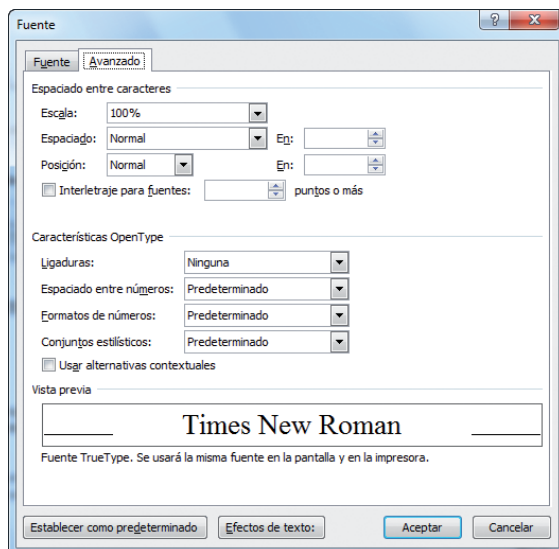 Fuente
Fuente Avanzado
Espaciado entre caracteres
Escala: 100%
Espaciado: Normal En:
Posición: Normal En:
Interletraje para fuentes: puntos o más
Características OpenType
Ligaduras: Ninguna
Espaciado entre números: Predeterminado
Formatos de números: Predeterminado
Conjuntos estilísticos: Predeterminado
Usar alternativas contextuales
Vista previa
Times New Roman
Fuente TrueType. Se usará la misma fuente en la pantalla y en la impresora.
Establecer como predeterminado Efectos de texto: Aceptar Cancelar